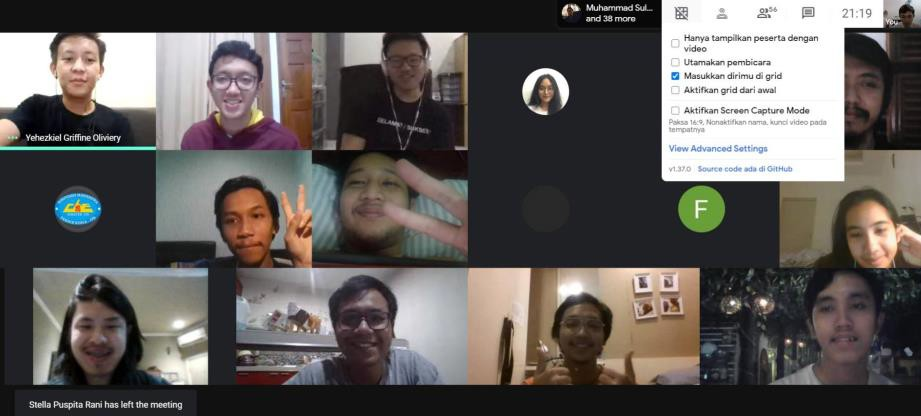 Muhammad Sul...
and 38 more
56
21:19
You
Hanya tampilkan peserta dengan
video
Utamakan pembicara
Masukkan dirimu di grid
Aktifkan grid dari awal
Aktifkan Screen Capture Mode
Paksa 16:9, Nonaktifkan nama, kunci video pada
tempatnya
View Advanced Settings
v1.37.0
Source code ada di GitHub
Yehezkiel Griffine Oliviery
F
Stella Puspita Rani has left the meeting